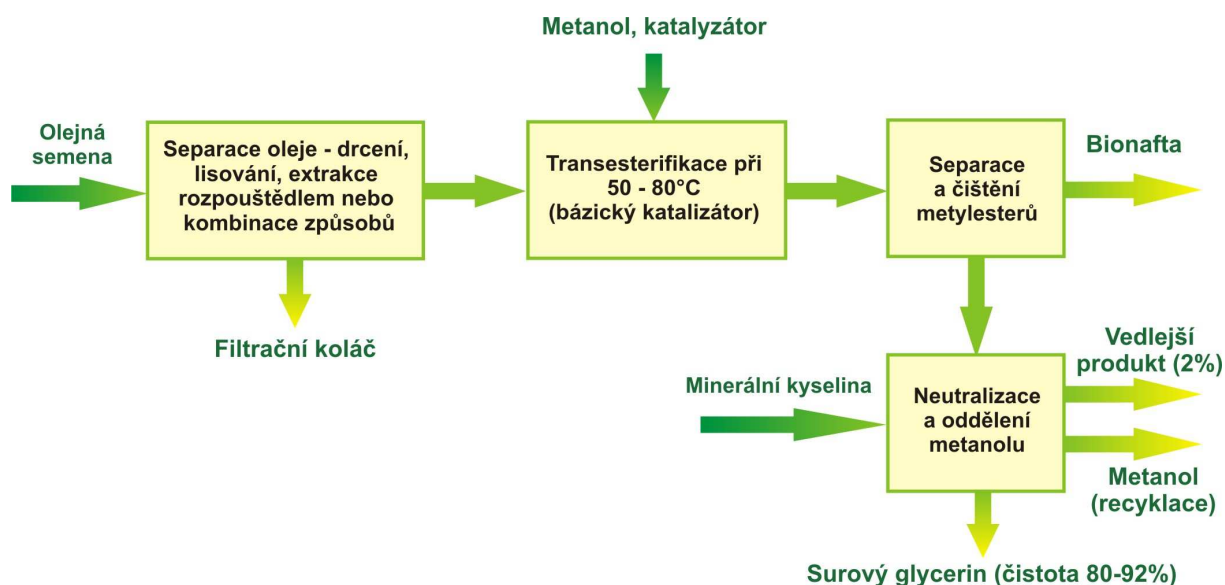 Metanol, katalyzátor
Olejná
semena
Separace oleje - drcení,
lisování, extrakce
rozpouštědlem nebo
kombinace způsobů
Transesterifikace při
50 - 80°C
(bázický katalizátor)
Separace
a čištění
metylesterů
Bionafta
Filtrační koláč
Minerální kyselina
Neutralizace
a oddělení
metanolu
Vedlejší
produkt (2%)
Metanol
(recyklace)
Surový glycerin (čistota 80-92%)